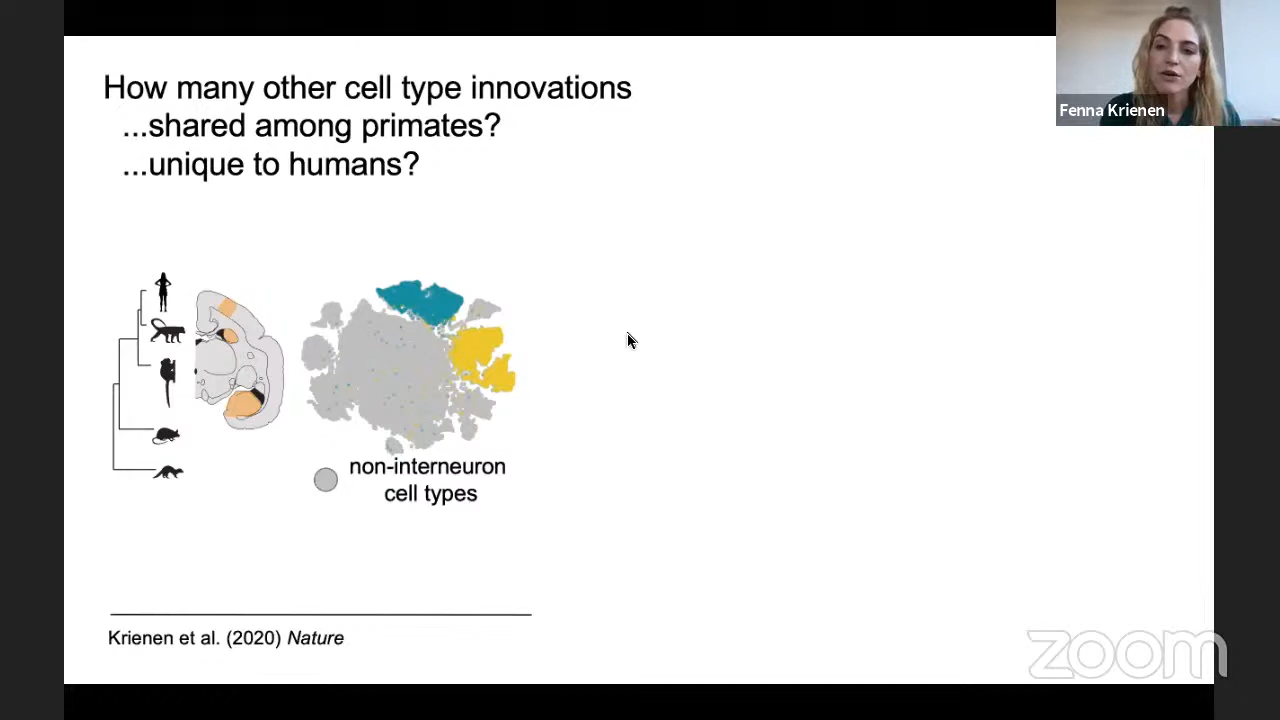 How many other cell type innovations
...shared among primates?
...unique to humans?
Fenna Krienen
non-interneuron
cell types
Krienen et al. (2020) Nature
zoom